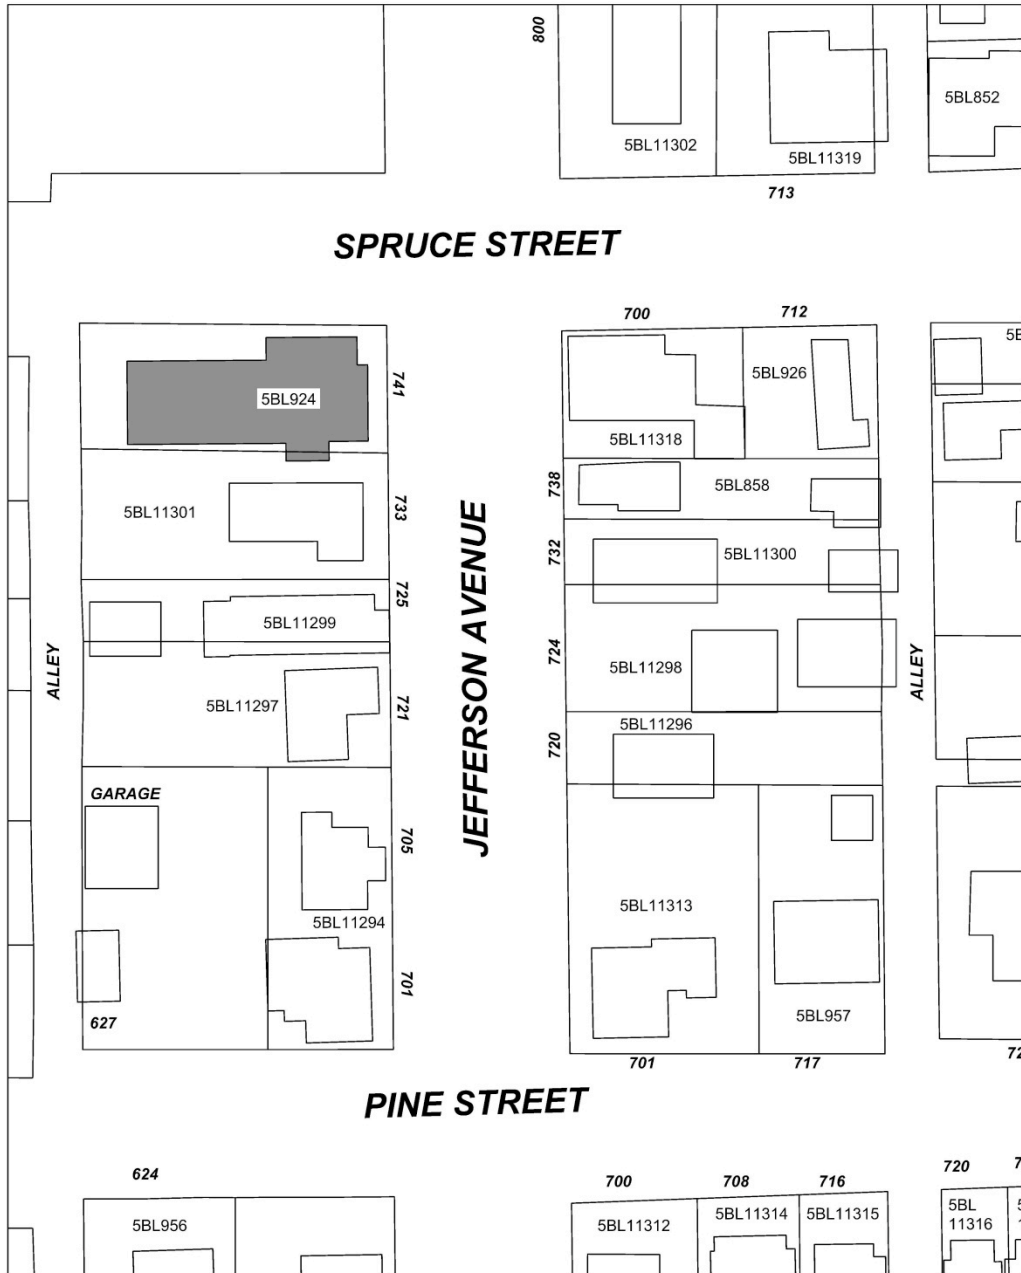 800
5BL11302
5BL11319
5BL852
713
SPRUCE STREET
700
712
741
5BL924
5BL926
5BL11318
738
5BL858
5BL11301
733
732
5BL11300
725
5BL11299
JEFFERSON AVENUE
ALLEY
724
5BL11298
ALLEY
5BL11297
721
720
5BL11296
GARAGE
705
5BL11294
5BL11313
701
627
5BL957
701
717
PINE STREET
624
700
708
716
720
5BL956
5BL11312
5BL11314
5BL11315
5BL
11316